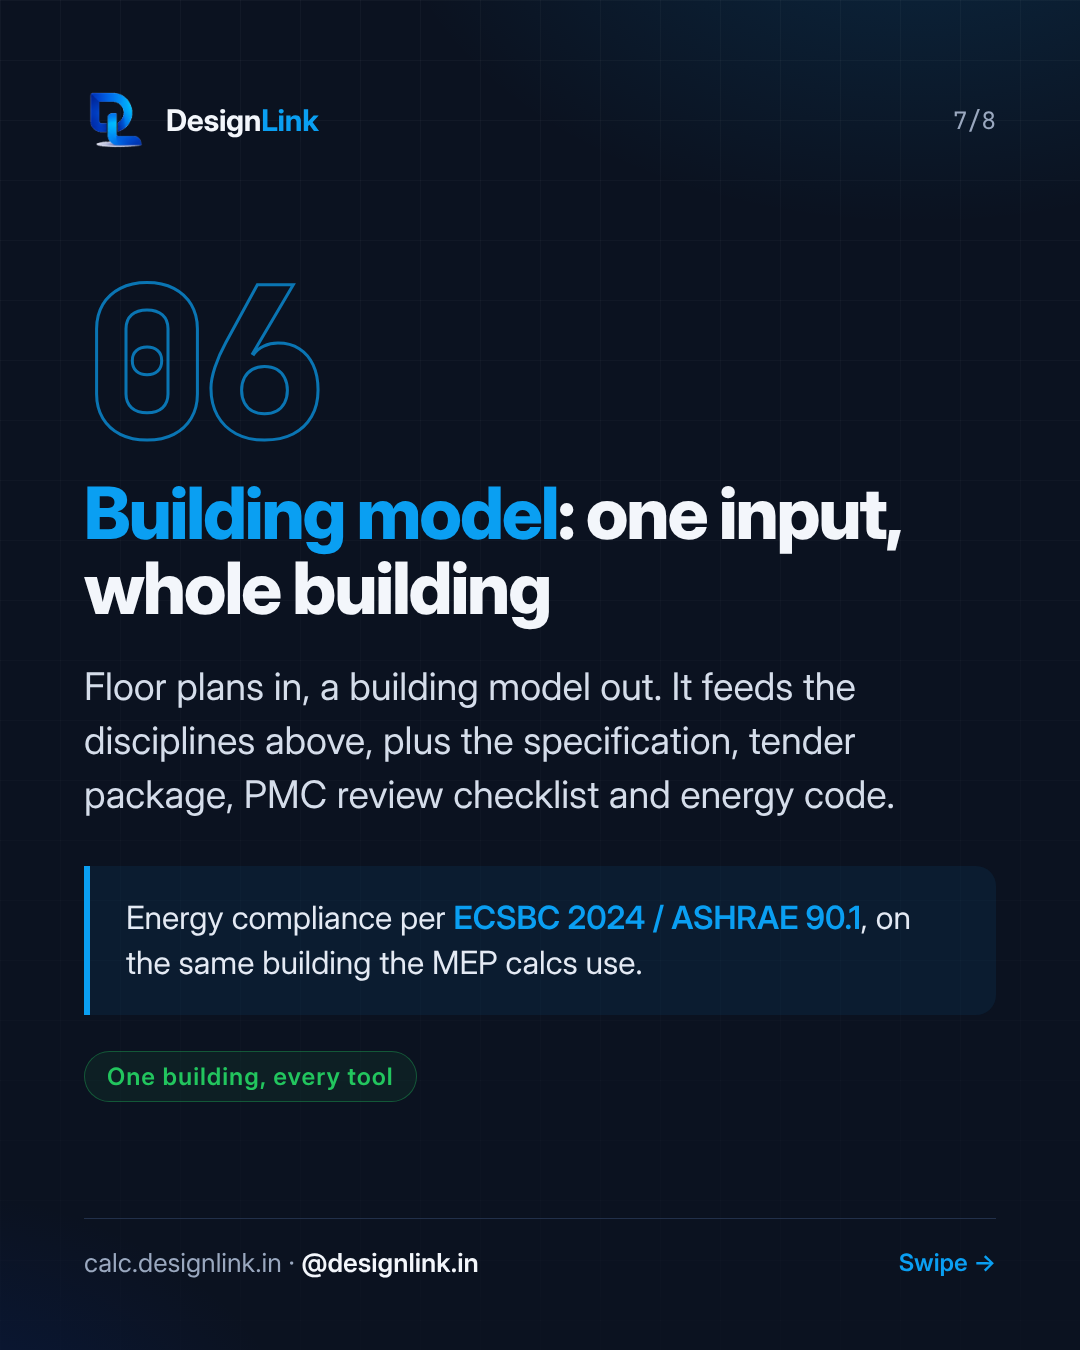 DesignLink
7/8
06
Building model: one input,
whole building
Floor plans in, a building model out. It feeds the
disciplines above, plus the specification, tender
package, PMC review checklist and energy code.
Energy compliance per ECSBC 2024 / ASHRAE 90.1, on
the same building the MEP calcs use.
One building, every tool
calc.designlink.in · @designlink.in
Swipe →